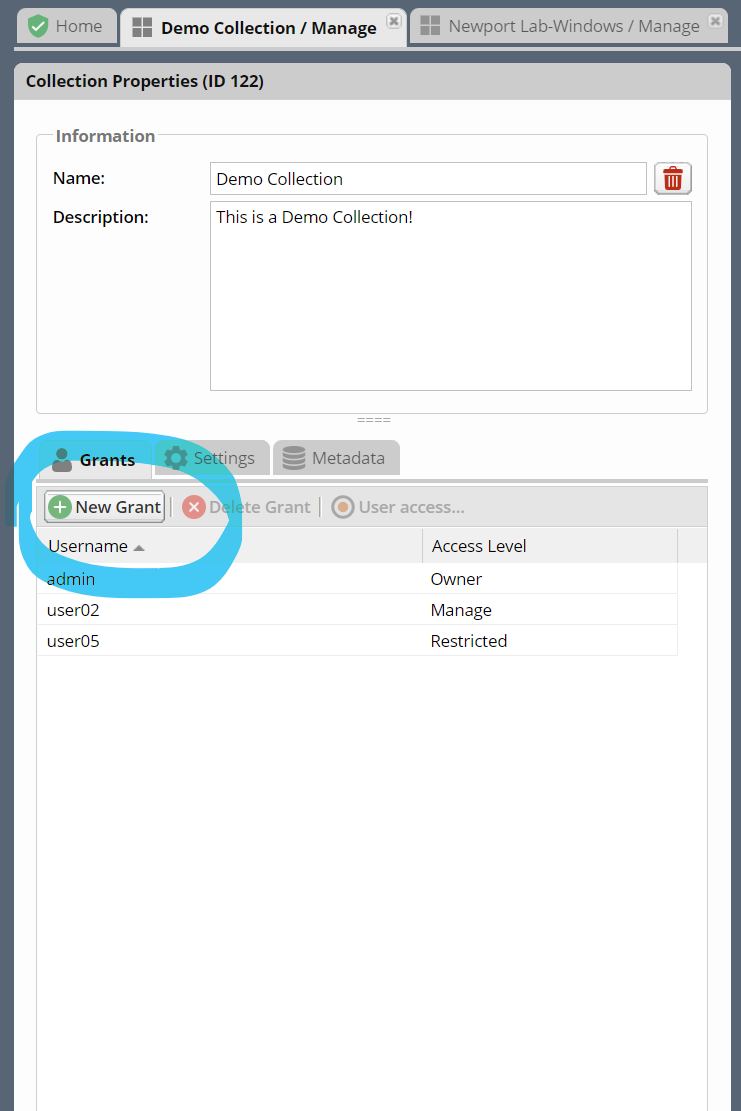 Home Demo Collection / Manage Newport Lab-Windows / Manage
Collection Properties (ID 122)
Information
Name: Demo Collection
Description: This is a Demo Collection!
Grants Settings Metadata
New Grant Delete Grant User access...
Username Access Level
admin Owner
user02 Manage
user05 Restricted